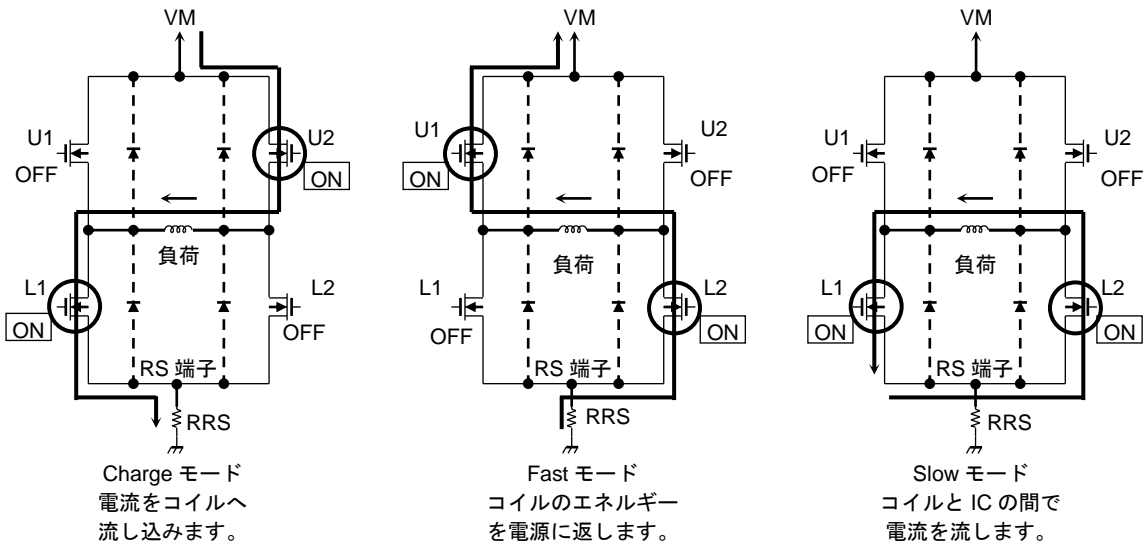 VM
U1
OFF
U2
ON
負荷
L1
ON
L2
OFF
RS 端子
RRS
Charge モード
電流をコイルへ
流し込みます。
VM
U1
ON
U2
OFF
負荷
L1
OFF
L2
ON
RS 端子
RRS
Fast モード
コイルのエネルギー
を電源に返します。
VM
U1
OFF
U2
OFF
負荷
L1
ON
L2
ON
RS 端子
RRS
Slow モード
コイルと IC の間で
電流を流します。